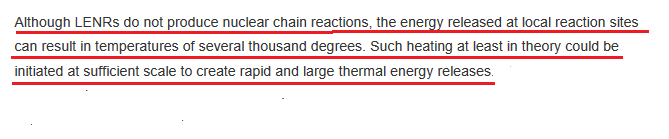 Although LENRs do not produce nuclear chain reactions, the energy released at local reaction sites
can result in temperatures of several thousand degrees. Such heating at least in theory could be
initiated at sufficient scale to create rapid and large thermal energy releases.